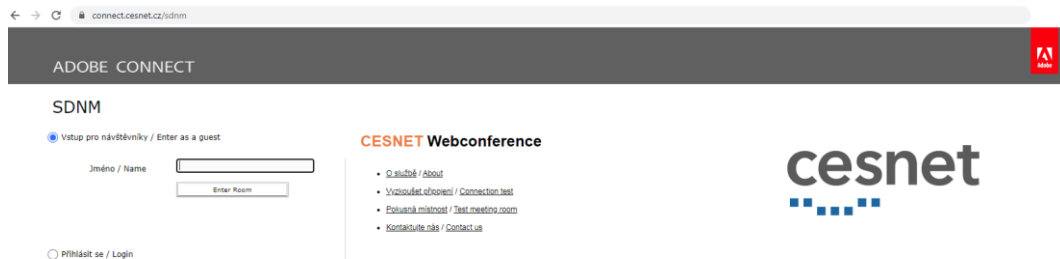 connect.cesnet.cz/sdnm
ADOBE CONNECT
Adobe
SDNM
Vstup pro návštěvníky / Enter as a guest
Jméno / Name
Enter Room
Přihlásit se / Login
CESNET Webconference
O službě / About
Vyzkoušet připojení / Connection test
Pokusná místnost / Test meeting room
Kontaktujte nás / Contact us
cesnet